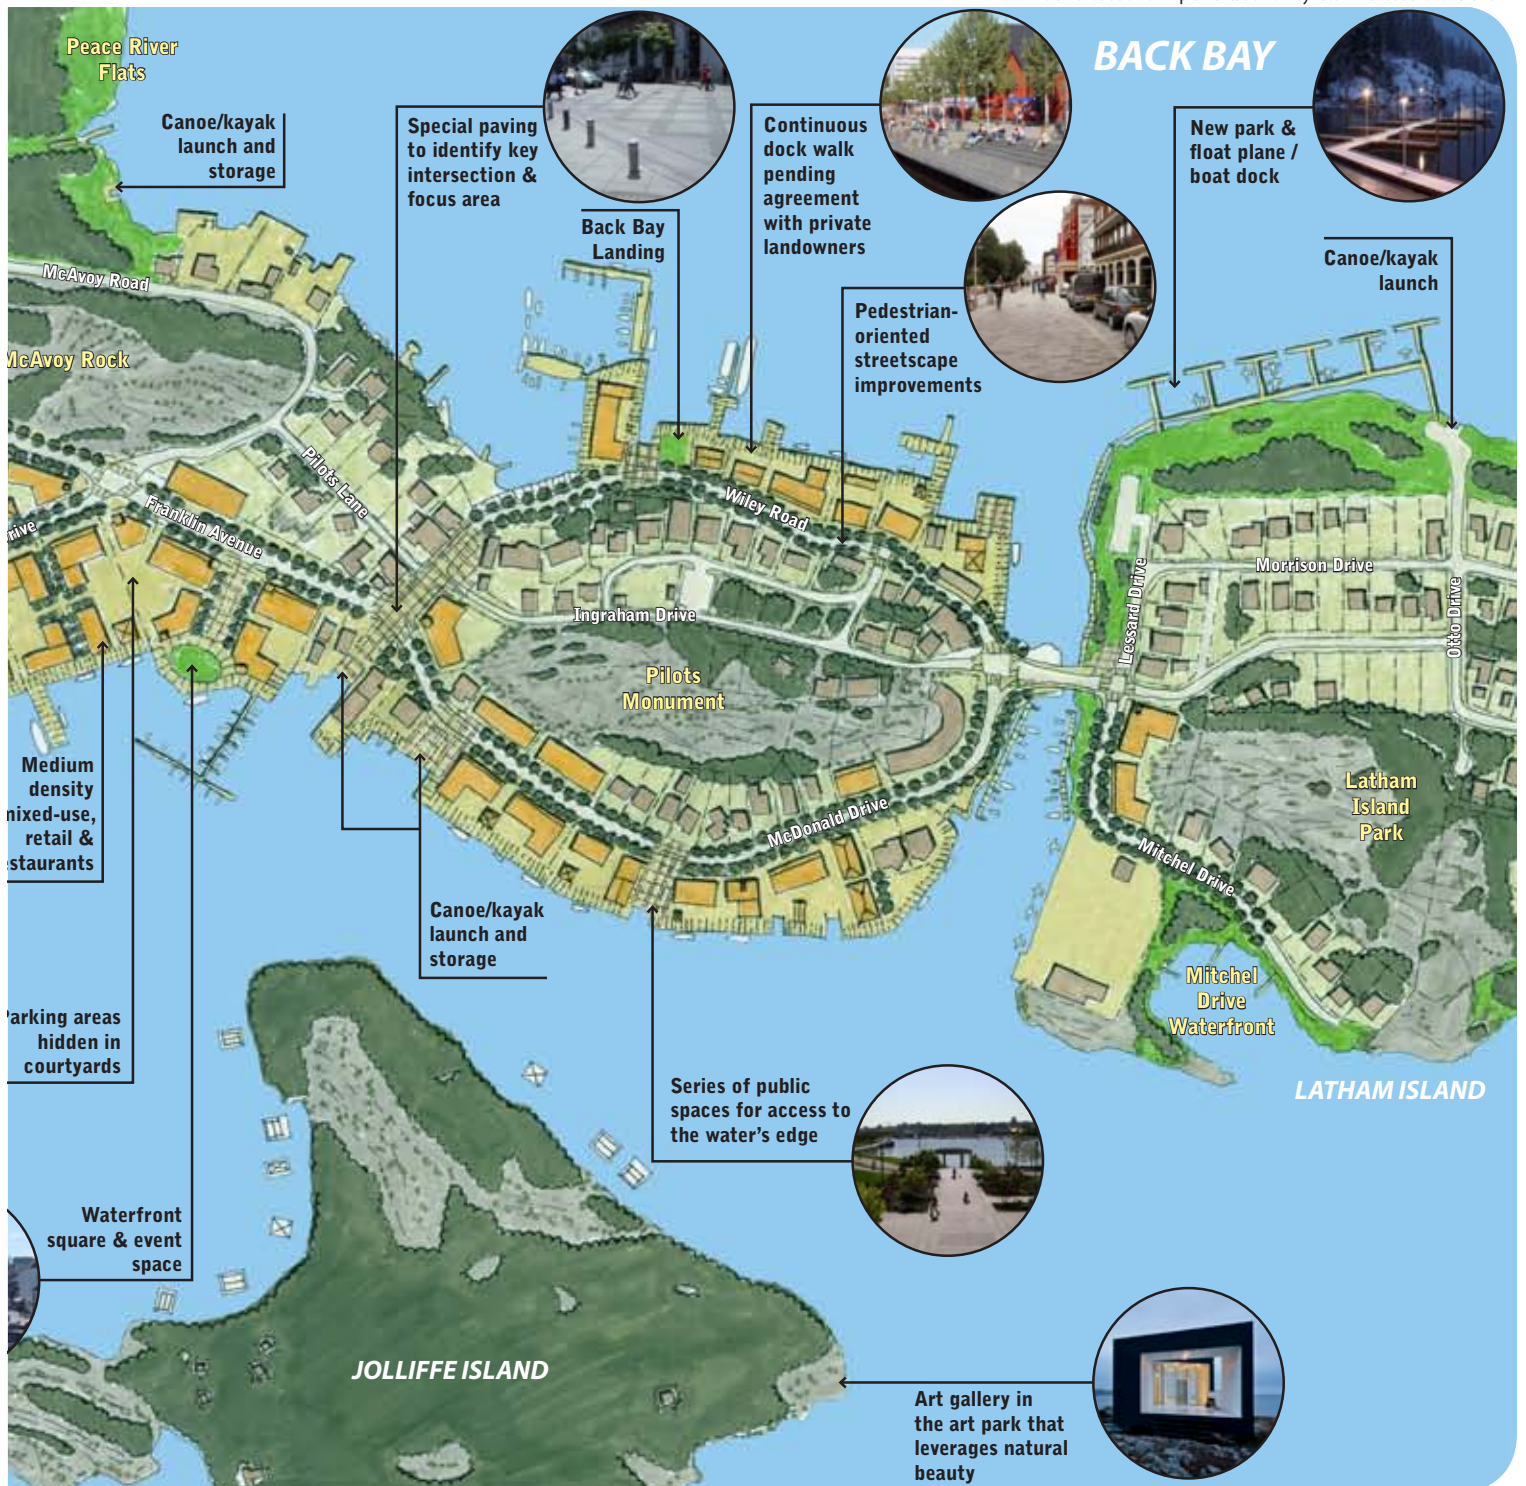 BACK BAY
Peace River
Flats
Canoe/kayak
launch and
storage
Special paving
to identify key
intersection &
focus area
Back Bay
Landing
Continuous
dock walk
pending
agreement
with private
landowners
Pedestrian-
oriented
streetscape
improvements
New park &
float plane /
boat dock
Canoe/kayak
launch
McAvoy Road
McAvoy Rock
Pilots Lane
Franklin Avenue
rive
Wiley Road
Ingraham Drive
Pilots
Monument
McDonald Drive
Lessard Drive
Morrison Drive
Otto Drive
Latham
Island
Park
Mitchel Drive
Mitchel
Drive
Waterfront
LATHAM ISLAND
Medium
density
mixed-use,
retail &
estaurants
Canoe/kayak
launch and
storage
Parking areas
hidden in
courtyards
Series of public
spaces for access to
the water's edge
Waterfront
square & event
space
JOLLIFFE ISLAND
Art gallery in
the art park that
leverages natural
beauty